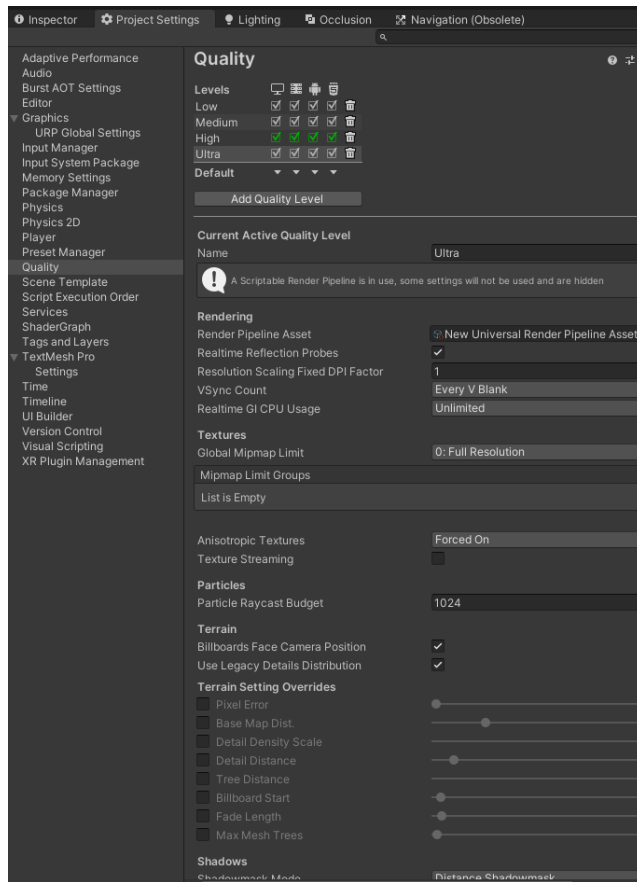 Inspector
Project Settings
Lighting
Occlusion
Navigation (Obsolete)
Adaptive Performance
Audio
Burst AOT Settings
Editor
Graphics
URP Global Settings
Input Manager
Input System Package
Memory Settings
Package Manager
Physics
Physics 2D
Player
Preset Manager
Quality
Scene Template
Script Execution Order
Services
ShaderGraph
Tags and Layers
TextMesh Pro
Settings
Time
Timeline
UI Builder
Version Control
Visual Scripting
XR Plugin Management
Quality
Levels
Low
Medium
High
Ultra
Default
Add Quality Level
Current Active Quality Level
Name Ultra
A Scriptable Render Pipeline is in use, some settings will not be used and are hidden
Rendering
Render Pipeline Asset New Universal Render Pipeline Asset
Realtime Reflection Probes
Resolution Scaling Fixed DPI Factor 1
VSync Count Every V Blank
Realtime GI CPU Usage Unlimited
Textures
Global Mipmap Limit 0: Full Resolution
Mipmap Limit Groups
List is Empty
Anisotropic Textures Forced On
Texture Streaming
Particles
Particle Raycast Budget 1024
Terrain
Billboards Face Camera Position
Use Legacy Details Distribution
Terrain Setting Overrides
Pixel Error
Base Map Dist.
Detail Density Scale
Detail Distance
Tree Distance
Billboard Start
Fade Length
Max Mesh Trees
Shadows
Shadowmask Mode Distance Shadowmask